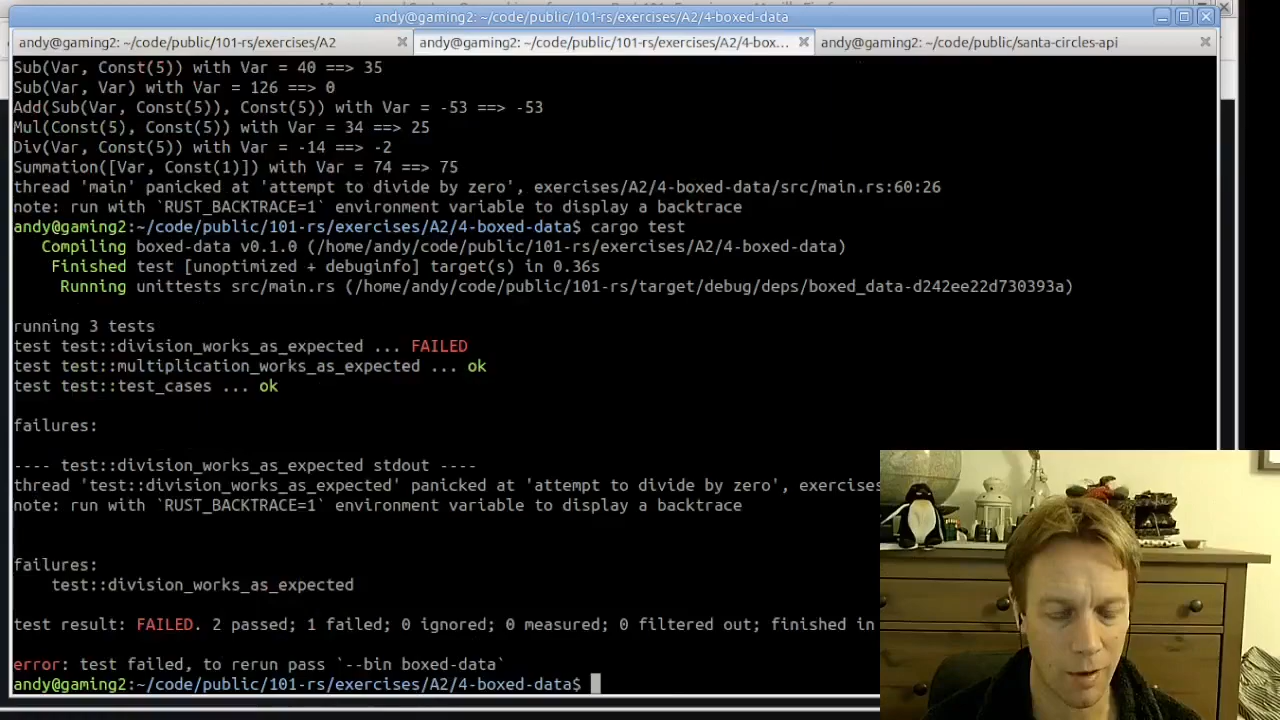 andy@gaming2: ~/code/public/101-rs/exercises/A2/4-boxed-data
andy@gaming2: ~/code/public/101-rs/exercises/A2
andy@gaming2: ~/code/public/101-rs/exercises/A2/4-box...
andy@gaming2: ~/code/public/santa-circles-api
Sub(Var, Const(5)) with Var = 40 ==> 35
Sub(Var, Var) with Var = 126 ==> 0
Add(Sub(Var, Const(5)), Const(5)) with Var = -53 ==> -53
Mul(Const(5), Const(5)) with Var = 34 ==> 25
Div(Var, Const(5)) with Var = -14 ==> -2
Summation([Var, Const(1)]) with Var = 74 ==> 75
thread 'main' panicked at 'attempt to divide by zero', exercises/A2/4-boxed-data/src/main.rs:60:26
note: run with `RUST_BACKTRACE=1` environment variable to display a backtrace
andy@gaming2:~/code/public/101-rs/exercises/A2/4-boxed-data$ cargo test
Compiling boxed-data v0.1.0 (/home/andy/code/public/101-rs/exercises/A2/4-boxed-data)
Finished test [unoptimized + debuginfo] target(s) in 0.36s
Running unittests src/main.rs (/home/andy/code/public/101-rs/target/debug/deps/boxed_data-d242ee22d730393a)
running 3 tests
test test::division_works_as_expected ... FAILED
test test::multiplication_works_as_expected ... ok
test test::test_cases ... ok
failures:
---- test::division_works_as_expected stdout ----
thread 'test::division_works_as_expected' panicked at 'attempt to divide by zero', exercises
note: run with `RUST_BACKTRACE=1` environment variable to display a backtrace
failures:
test::division_works_as_expected
test result: FAILED. 2 passed; 1 failed; 0 ignored; 0 measured; 0 filtered out; finished in
error: test failed, to rerun pass `--bin boxed-data`
andy@gaming2:~/code/public/101-rs/exercises/A2/4-boxed-data$